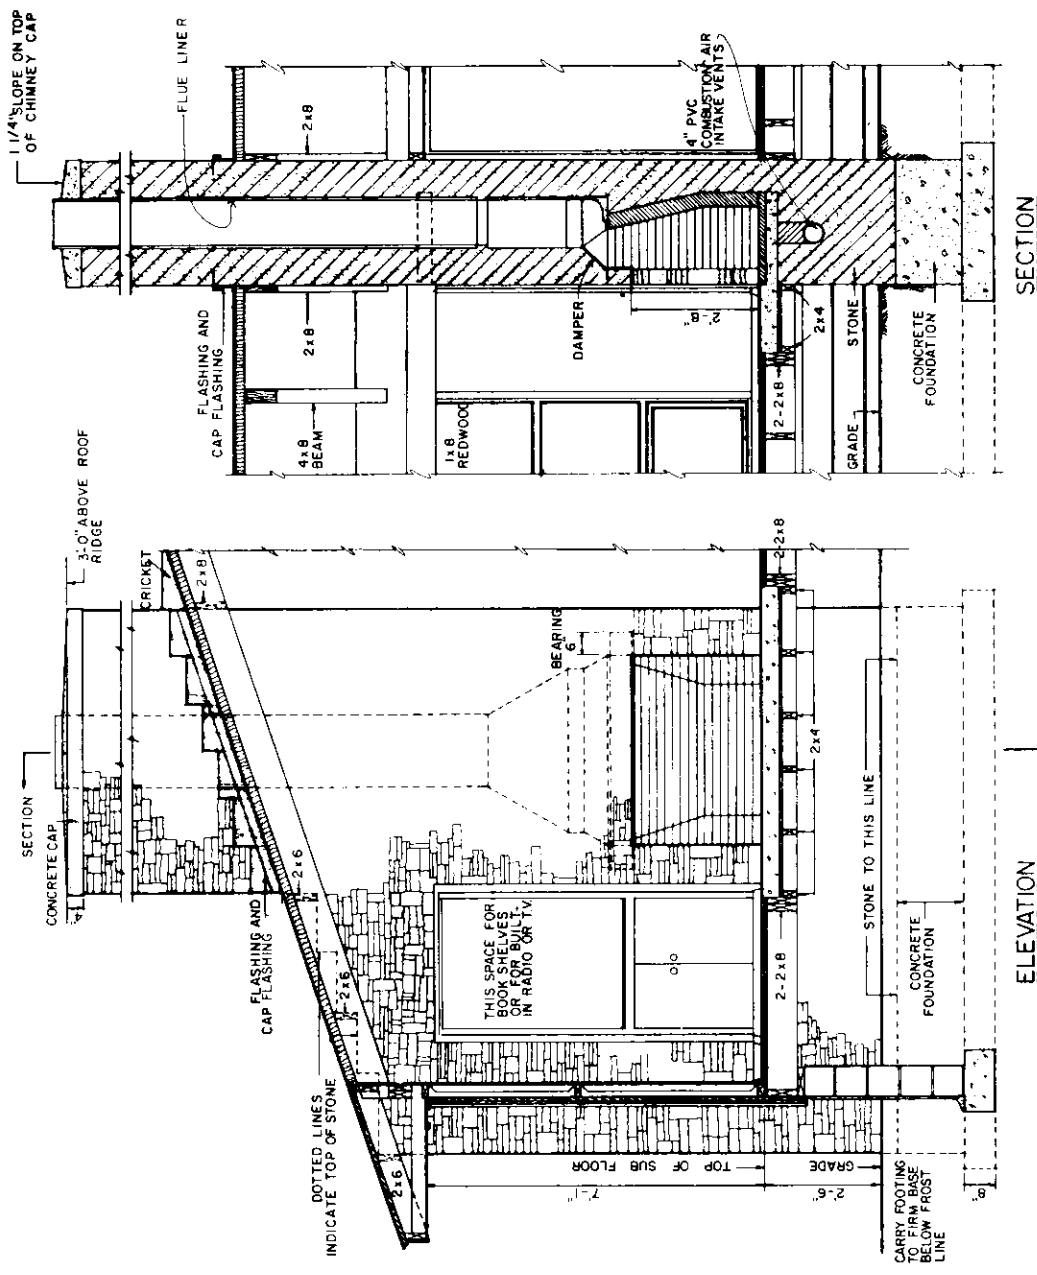 1 1/4" SLOPE ON TOP
OF CHIMNEY CAP
FLUE LINER
2x8
4" PVC
COMBUSTION AIR
INTAKE VENTS
FLASHING AND
CAP FLASHING
2x8
4x8
BEAM
1x8
REDWOOD
DAMPER
2'-8"
2x4
2-2x8
STONE
GRADE
CONCRETE
FOUNDATION
SECTION
3'-0" ABOVE ROOF
RIDGE
CRICKET
2x8
SECTION
CONCRETE CAP
4"
FLASHING AND
CAP FLASHING
2x6
2x6
BEARING
6"
THIS SPACE FOR
BOOK SHELVES
OR FOR BUILT-
IN RADIO OR T.V.
DOTTED LINES
INDICATE TOP OF STONE
2x6
2-2x8
2x4
2-2x8
STONE TO THIS LINE
CONCRETE
FOUNDATION
TOP OF SUB FLOOR
GRADE
7'-1"
2'-6"
8"
CARRY FOOTING
TO FIRM BASE
BELOW FROST
LINE
ELEVATION